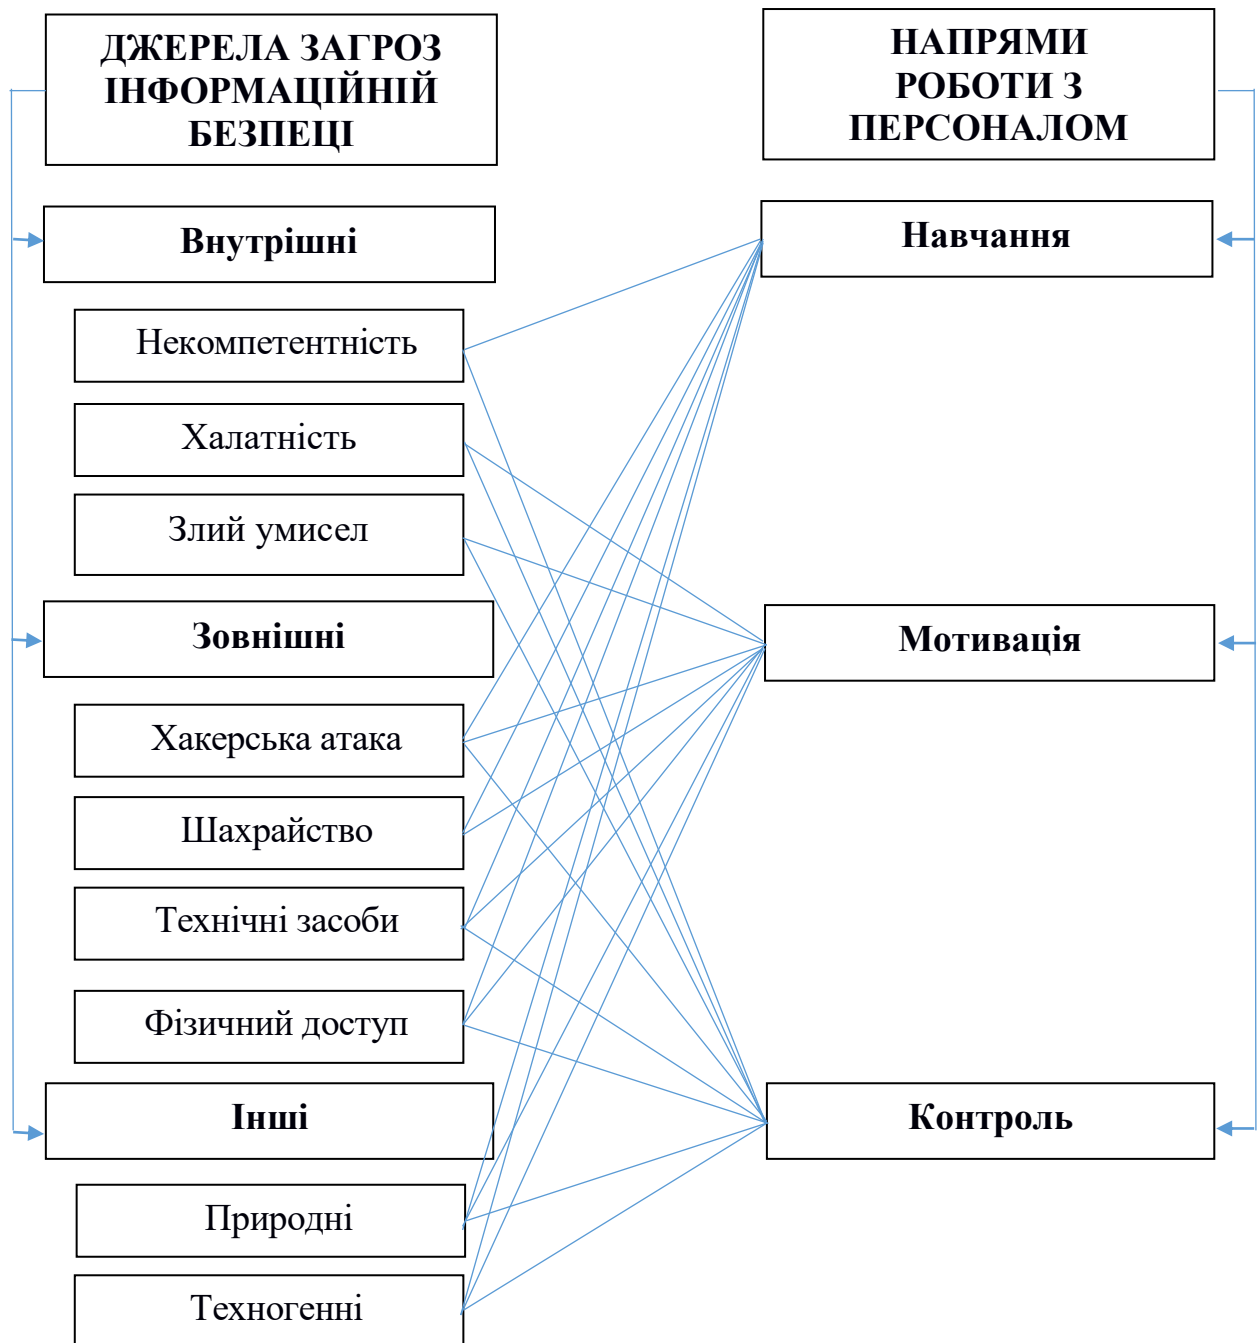 ДЖЕРЕЛА ЗАГРОЗ
ІНФОРМАЦІЙНІЙ
БЕЗПЕЦІ
Внутрішні
Некомпетентність
Халатність
Злий умисел
Зовнішні
Хакерська атака
Шахрайство
Технічні засоби
Фізичний доступ
Інші
Природні
Техногенні
НАПРЯМИ
РОБОТИ З
ПЕРСОНАЛОМ
Навчання
Мотивація
Контроль